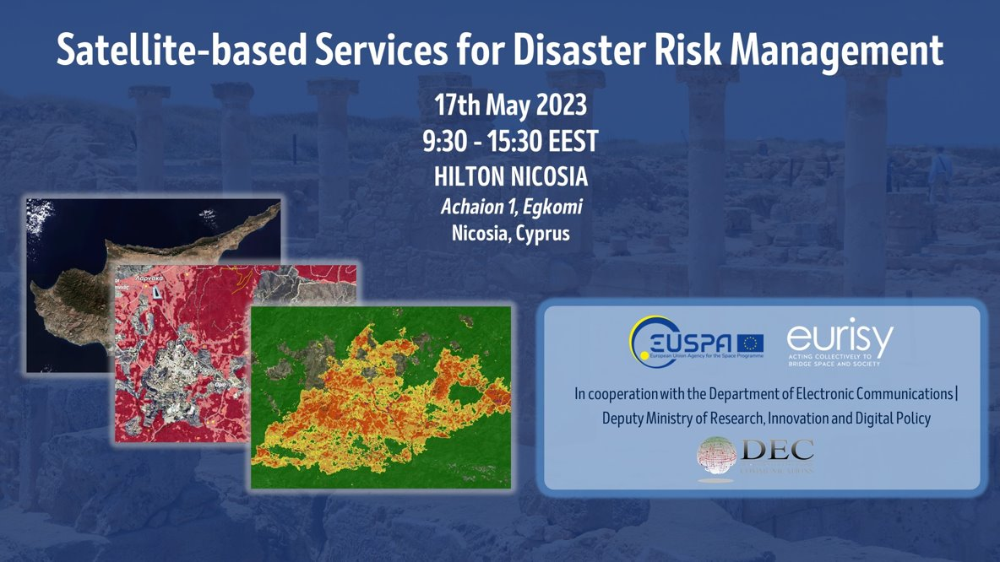 Satellite-based Services for Disaster Risk Management
17th May 2023
9:30 - 15:30 EEST
HILTON NICOSIA
Achaion 1, Egkomi
Nicosia, Cyprus
Λάρνακα
EUSPA
European Union Agency for the Space Programme
eurisy
ACTING COLLECTIVELY TO
BRIDGE SPACE AND SOCIETY
In cooperation with the Department of Electronic Communications|
Deputy Ministry of Research, Innovation and Digital Policy
DEC
COMMUNICATIONS